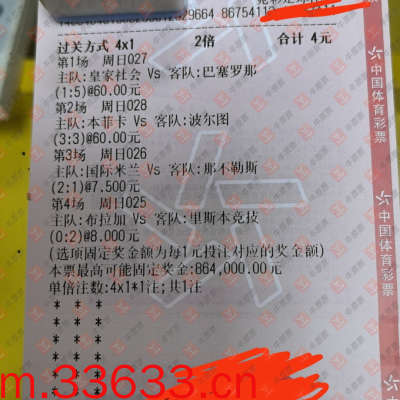 过关方式 4x1 2倍 合计 4元
第1场 周日027
主队:皇家社会 Vs 客队:巴塞罗那
(1:5)@60.00元
第2场 周日028
主队:本菲卡 Vs 客队:波尔图
(3:3)@60.00元
第3场 周日026
主队:国际米兰 Vs 客队:那不勒斯
(2:1)@7.500元
第4场 周日025
主队:布拉加 Vs 客队:里斯本竞技
(0:2)@8.000元
(选项固定奖金额为每1元投注对应的奖金额)
本票最高可能固定奖金:864,000.00元
单倍注数:4x1*1注;共1注
* * * *
* * * *
* * * *
* * *
* * *
中国体育彩票
中国体育彩票
m.33633.cn